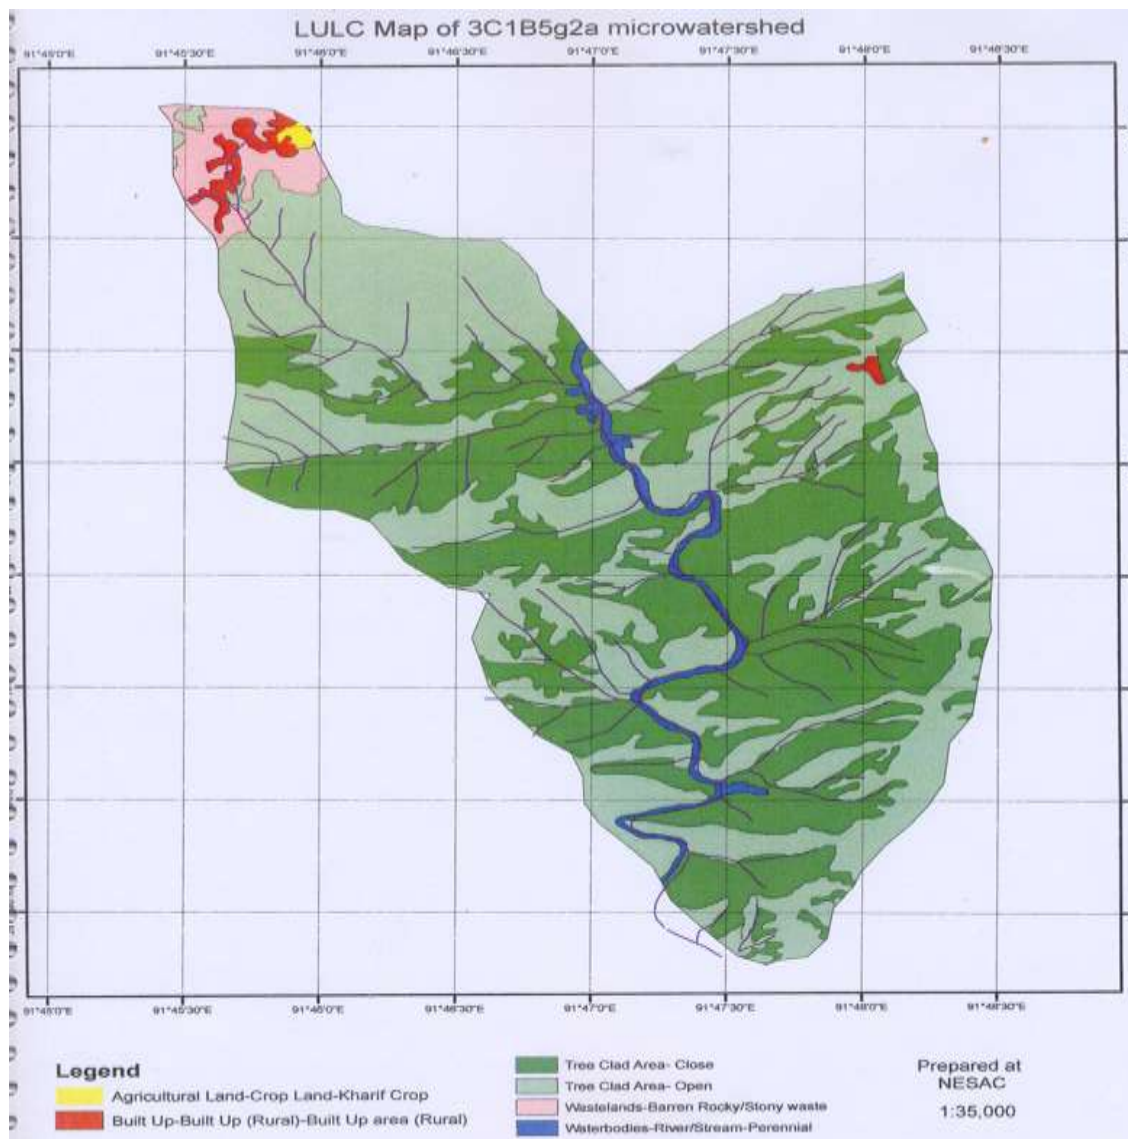 LULC Map of 3C1B5g2a microwatershed
91°45'0"E 91°45'30"E 91°46'0"E 91°46'30"E 91°47'0"E 91°47'30"E 91°48'0"E 91°48'30"E
91°45'0"E 91°45'30"E 91°46'0"E 91°46'30"E 91°47'0"E 91°47'30"E 91°48'0"E 91°48'30"E
Legend
Agricultural Land-Crop Land-Kharif Crop
Built Up-Built Up (Rural)-Built Up area (Rural)
Tree Clad Area- Close
Tree Clad Area- Open
Wastelands-Barren Rocky/Stony waste
Waterbodies-River/Stream-Perennial
Prepared at
NESAC
1:35,000